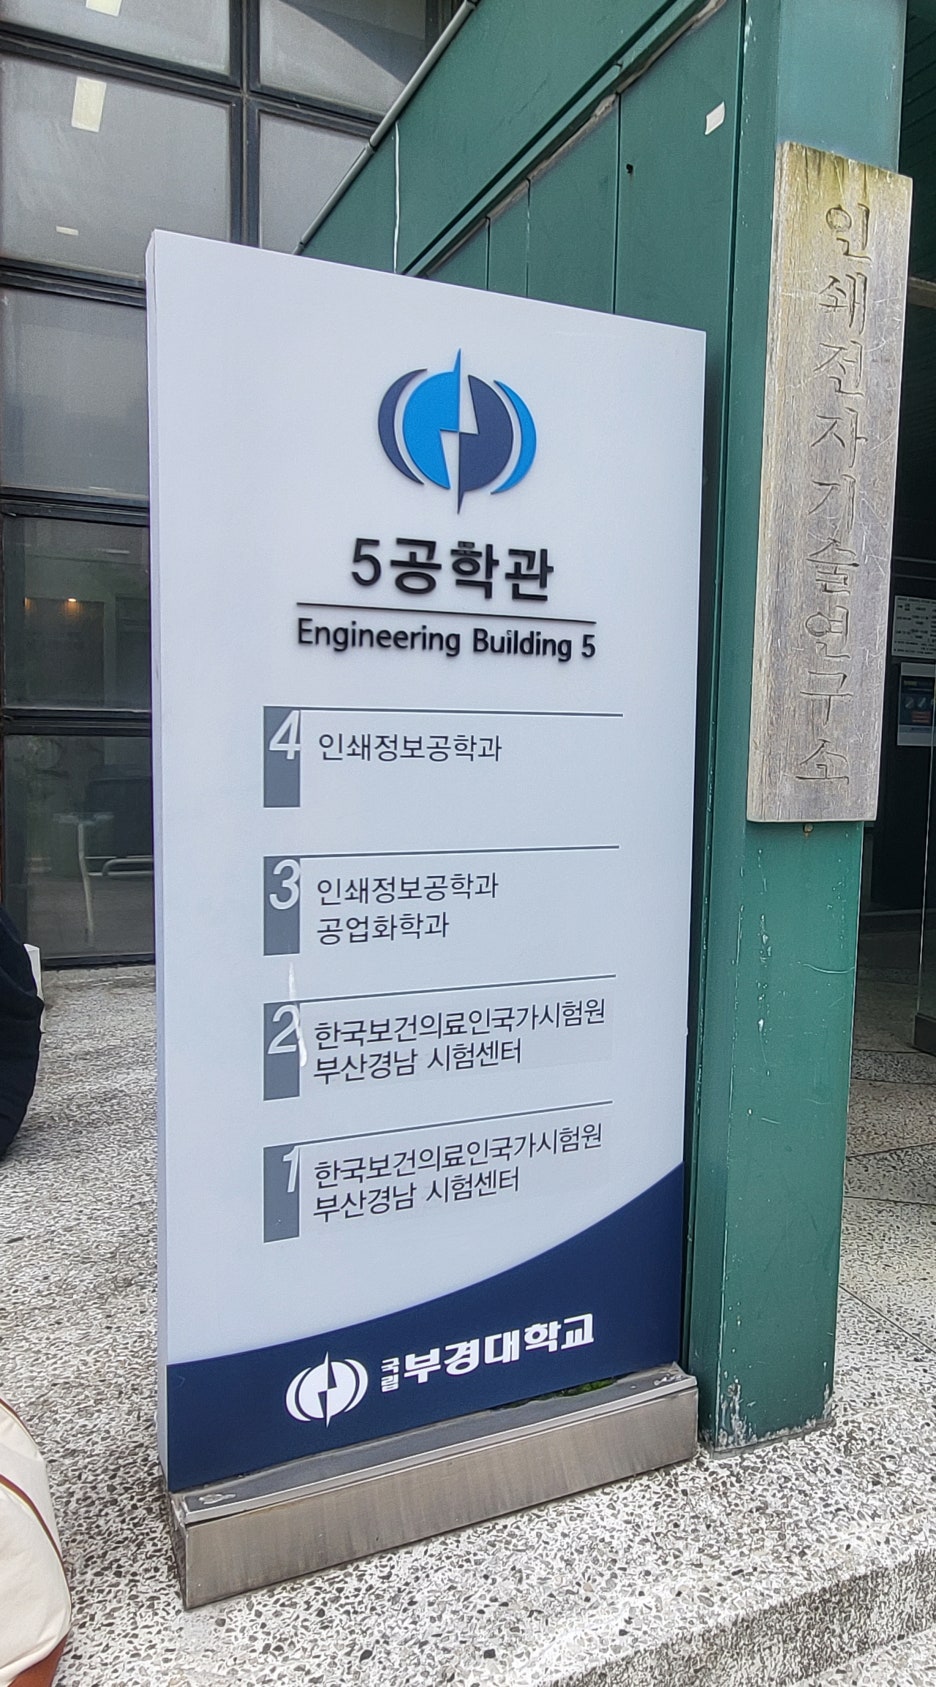 5공학관
Engineering Building 5
4
인쇄정보공학과
3
인쇄정보공학과
공업화학과
2
한국보건의료인국가시험원
부산경남 시험센터
1
한국보건의료인국가시험원
부산경남 시험센터
국립부경대학교
인쇄전자기술연구소